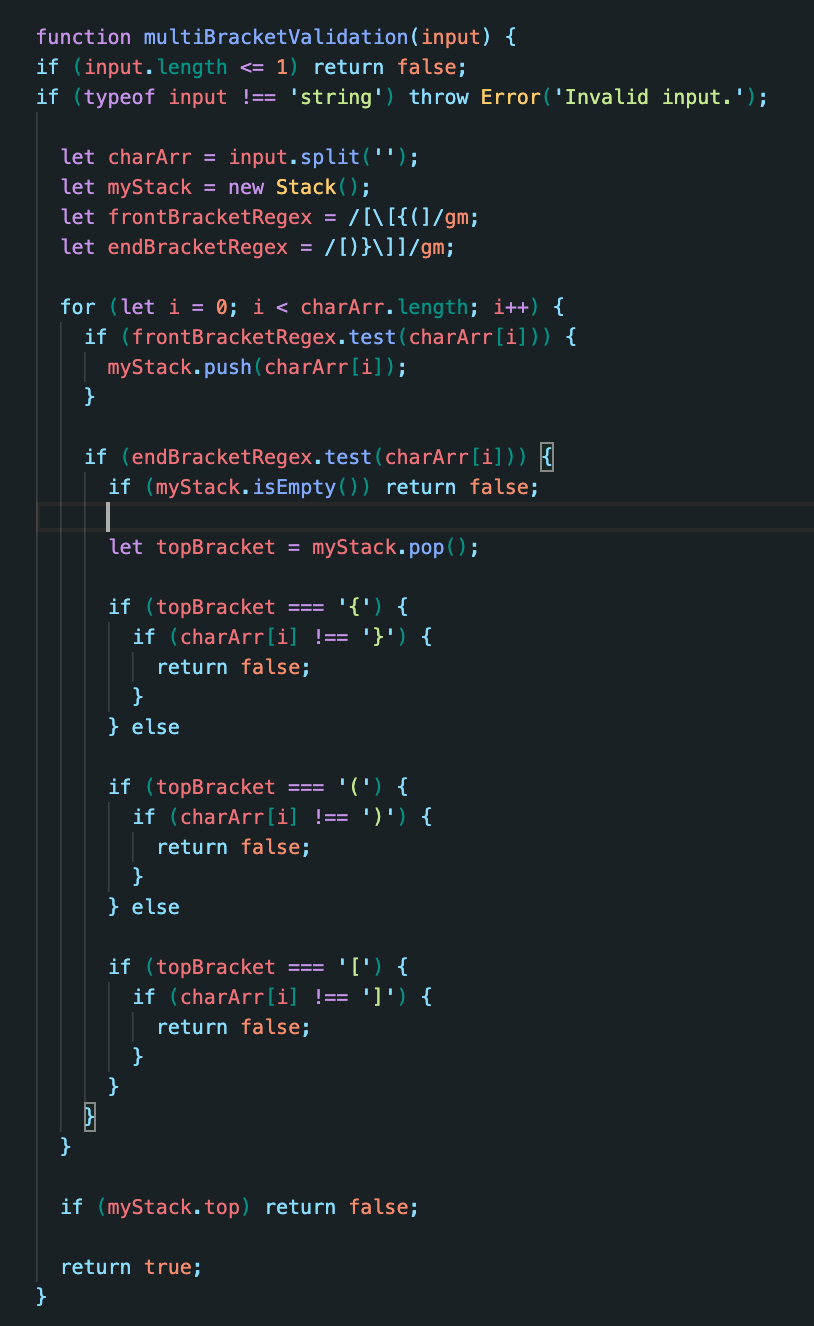 function multiBracketValidation(input) {
if (input.length <= 1) return false;
if (typeof input !== 'string') throw Error('Invalid input.');

  let charArr = input.split('');
  let myStack = new Stack();
  let frontBracketRegex = /[\[{(]/gm;
  let endBracketRegex = /[)}\]]/gm;

  for (let i = 0; i < charArr.length; i++) {
    if (frontBracketRegex.test(charArr[i])) {
      myStack.push(charArr[i]);
    }

    if (endBracketRegex.test(charArr[i])) {
      if (myStack.isEmpty()) return false;

      let topBracket = myStack.pop();

      if (topBracket === '{') {
        if (charArr[i] !== '}') {
          return false;
        }
      } else

      if (topBracket === '(') {
        if (charArr[i] !== ')') {
          return false;
        }
      } else

      if (topBracket === '[') {
        if (charArr[i] !== ']') {
          return false;
        }
      }
    }
  }

  if (myStack.top) return false;

  return true;
}